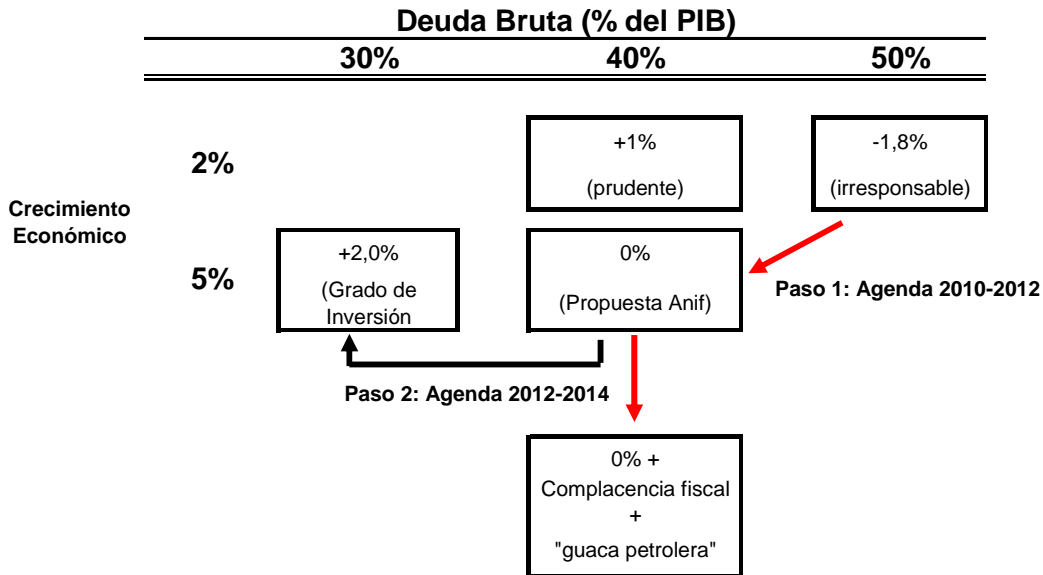 Deuda Bruta (% del PIB)
30% 40% 50%
2%
+1%
(prudente)
-1,8%
(irresponsable)
Crecimiento
Económico
5%
+2,0%
(Grado de
Inversión
0%
(Propuesta Anif)
Paso 1: Agenda 2010-2012
Paso 2: Agenda 2012-2014
0% +
Complacencia fiscal
+
"guaca petrolera"